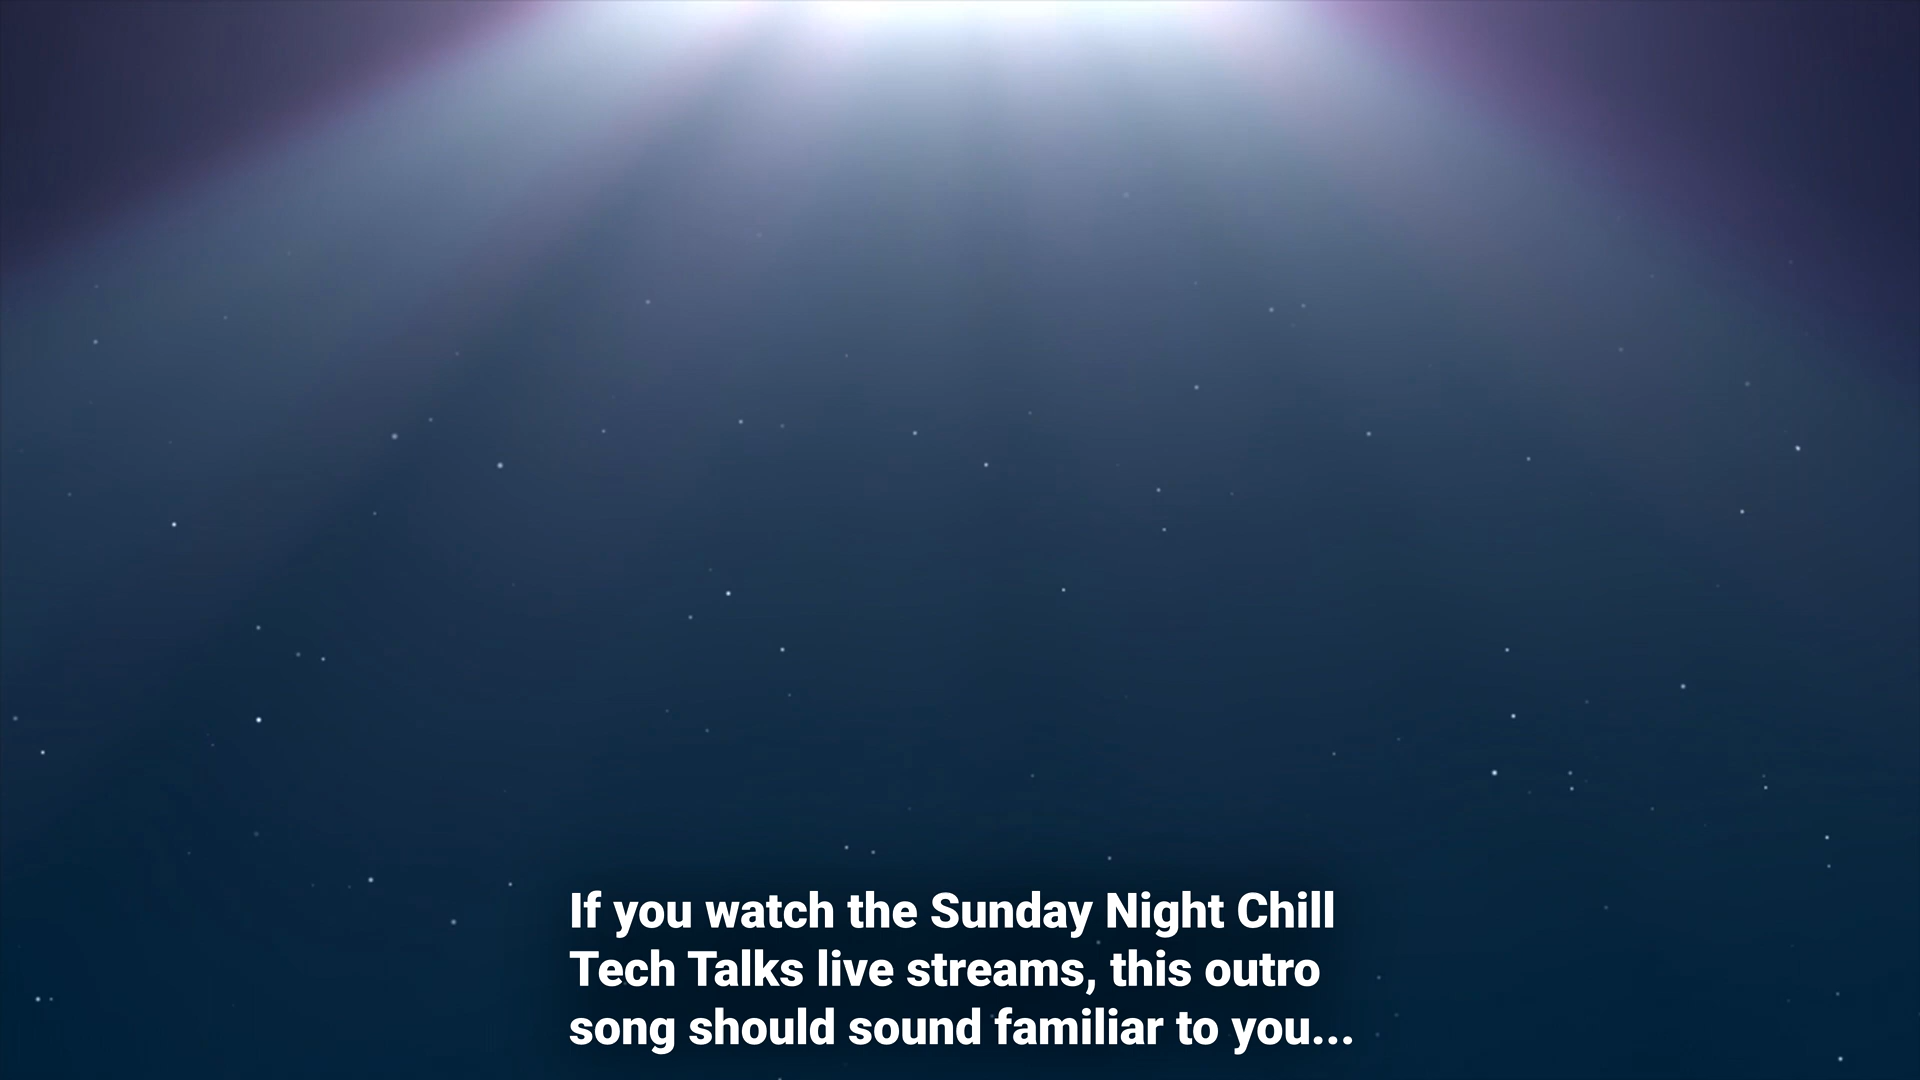 If you watch the Sunday Night Chill
Tech Talks live streams, this outro
song should sound familiar to you...